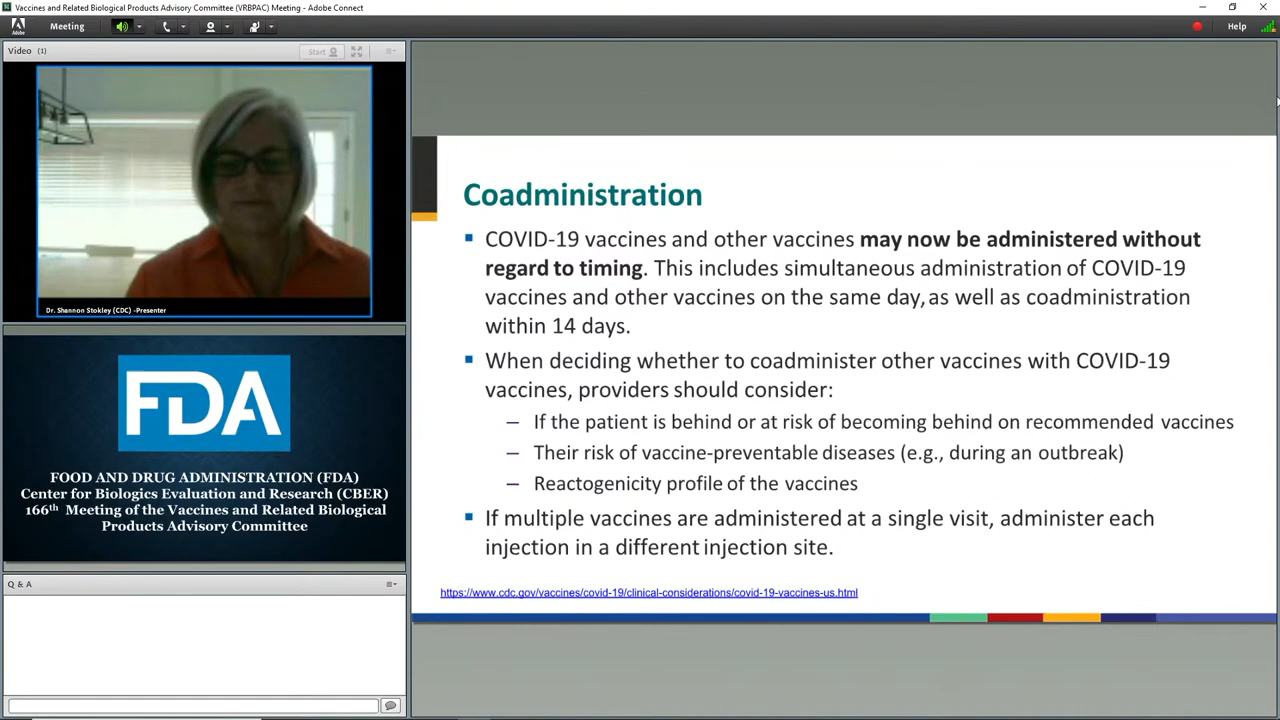 Vaccines and Related Biological Products Advisory Committee (VRBPAC) Meeting - Adobe Connect
Meeting
Help
Video (1)
Start
Dr. Shannon Stokley (CDC) -Presenter
FDA
FOOD AND DRUG ADMINISTRATION (FDA)
Center for Biologics Evaluation and Research (CBER)
166th Meeting of the Vaccines and Related Biological
Products Advisory Committee
Q & A
Coadministration
COVID-19 vaccines and other vaccines may now be administered without
regard to timing. This includes simultaneous administration of COVID-19
vaccines and other vaccines on the same day, as well as coadministration
within 14 days.
When deciding whether to coadminister other vaccines with COVID-19
vaccines, providers should consider:
– If the patient is behind or at risk of becoming behind on recommended vaccines
– Their risk of vaccine-preventable diseases (e.g., during an outbreak)
– Reactogenicity profile of the vaccines
If multiple vaccines are administered at a single visit, administer each
injection in a different injection site.
https://www.cdc.gov/vaccines/covid-19/clinical-considerations/covid-19-vaccines-us.html